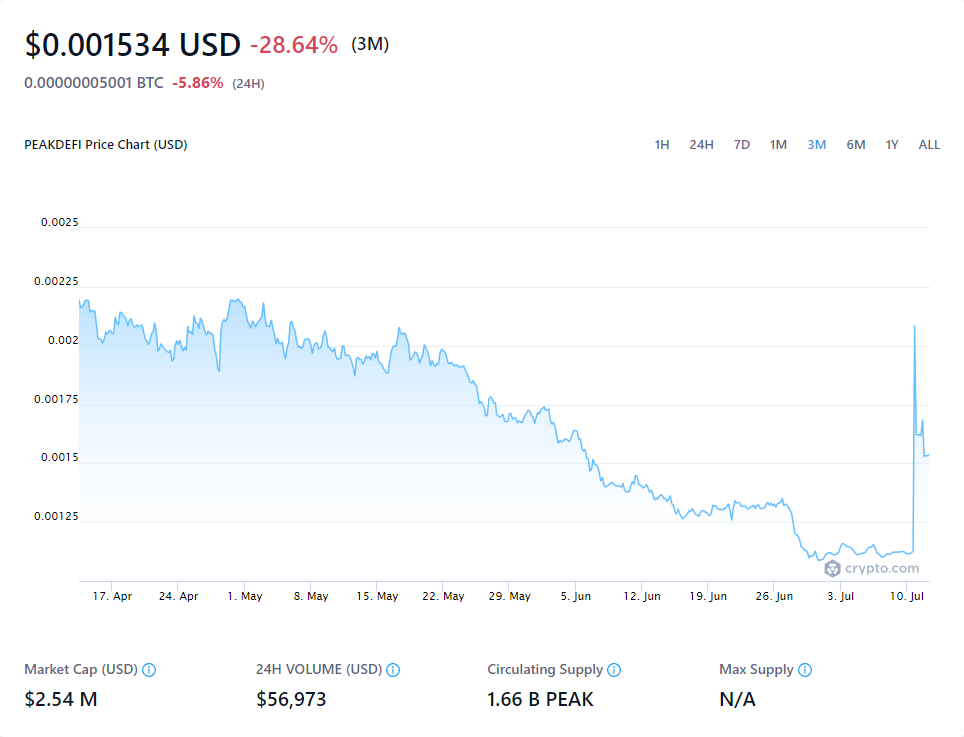 $0.001534 USD -28.64% (3M)
0.00000005001 BTC -5.86% (24H)
PEAKDEFI Price Chart (USD) 1H 24H 7D 1M 3M 6M 1Y ALL
0.0025
0.00225
0.002
0.00175
0.0015
0.00125
crypto.com
17. Apr 24. Apr 1. May 8. May 15. May 22. May 29. May 5. Jun 12. Jun 19. Jun 26. Jun 3. Jul 10. Jul
Market Cap (USD) 24H VOLUME (USD) Circulating Supply Max Supply
$2.54 M $56,973 1.66 B PEAK N/A